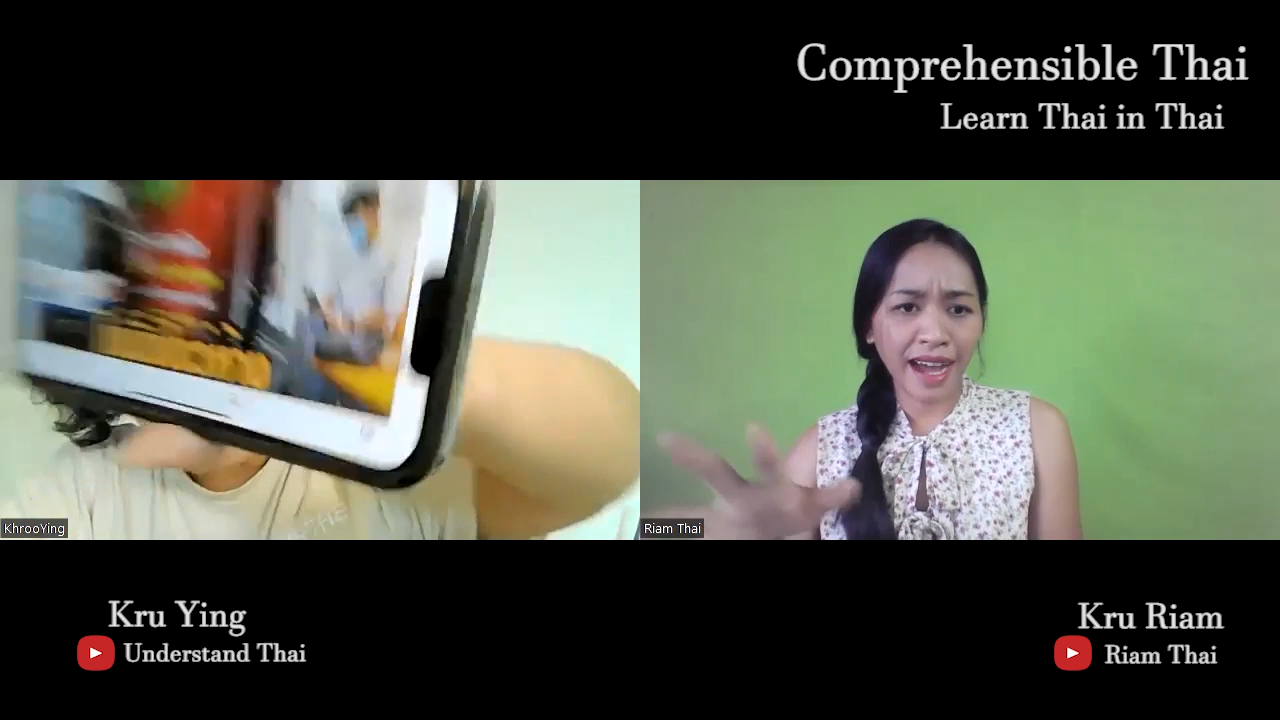 Comprehensible Thai
Learn Thai in Thai
KhrooYing
Riam Thai
Kru Ying
Understand Thai
Kru Riam
Riam Thai